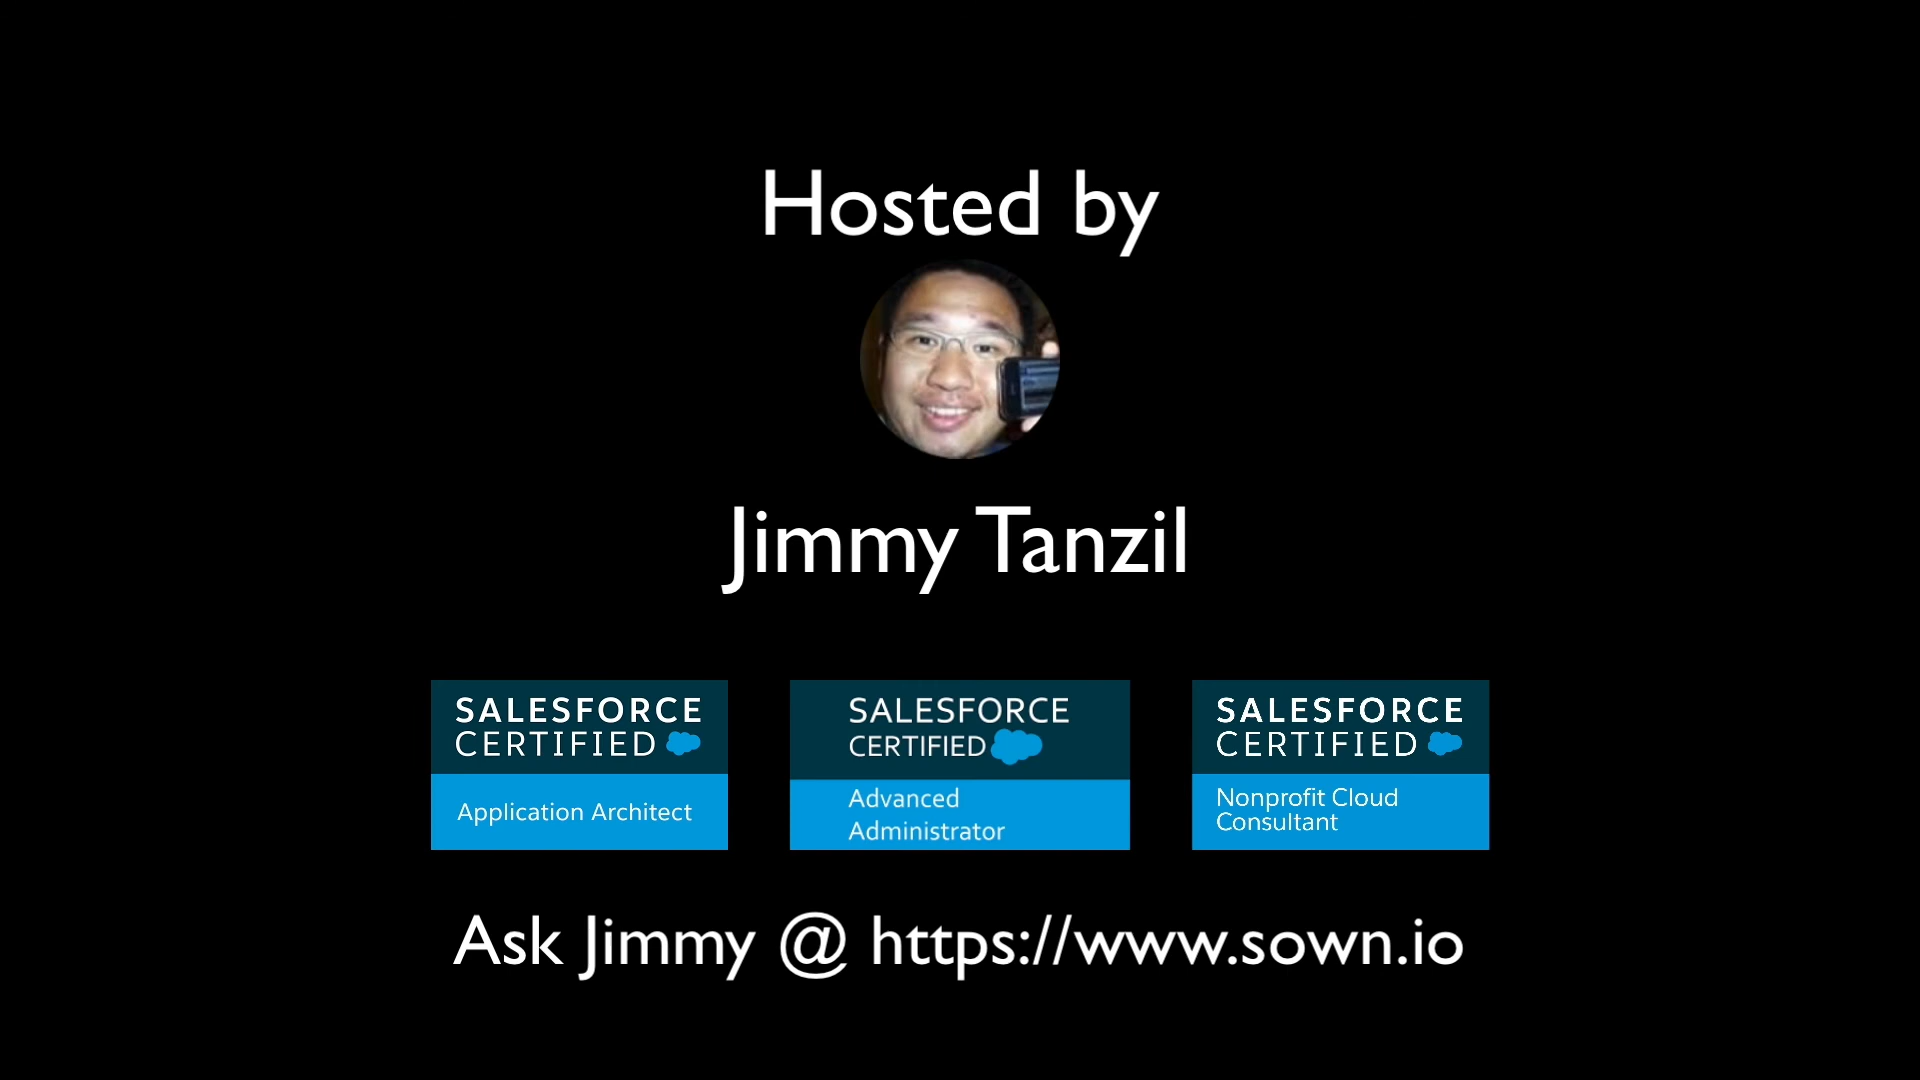 Hosted by
Jimmy Tanzil
SALESFORCE
CERTIFIED
Application Architect
SALESFORCE
CERTIFIED
Advanced
Administrator
SALESFORCE
CERTIFIED
Nonprofit Cloud
Consultant
Ask Jimmy @ https://www.sown.io